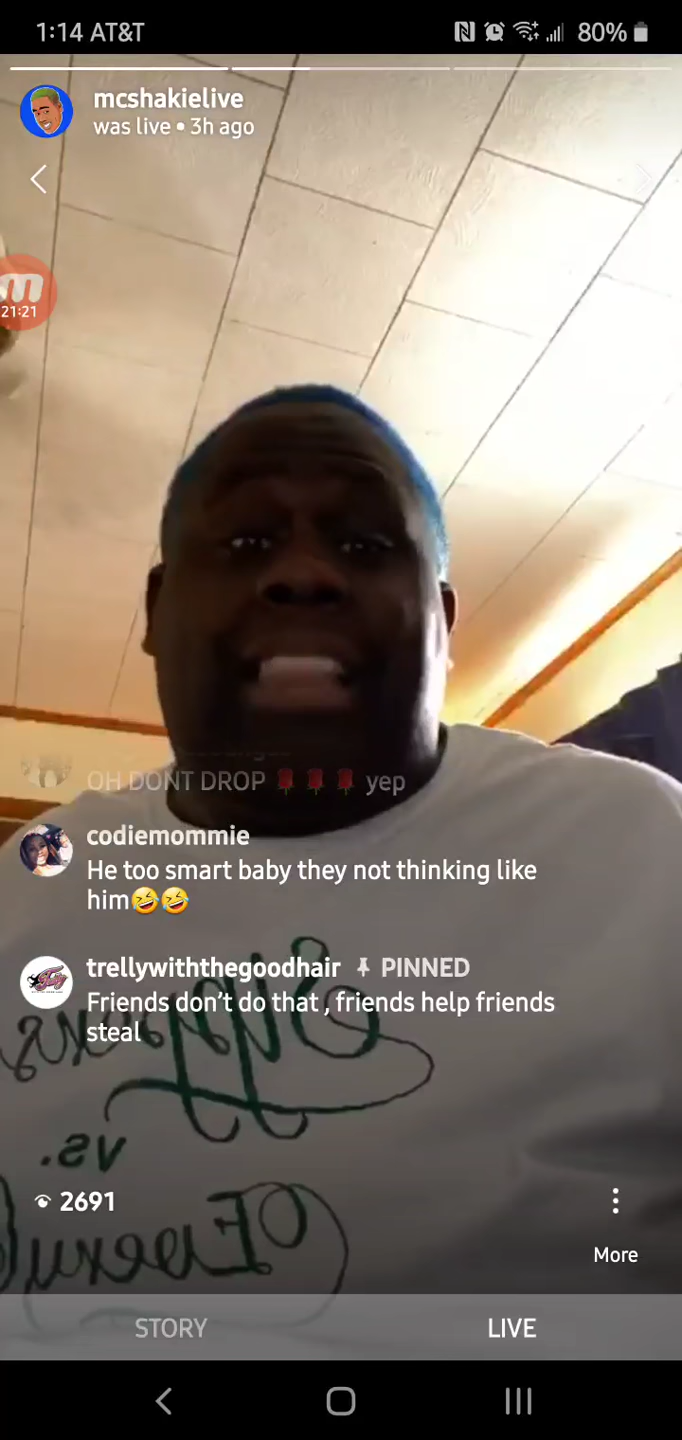 1:14 AT&T
80%
mcshakielive
was live • 3h ago
m
21:21
OH DONT DROP 🌹🌹🌹 yep
codiemommie
He too smart baby they not thinking like
him🤣🤣
trellywiththegoodhair PINNED
Friends don’t do that , friends help friends
steal
vs.
2691
More
STORY LIVE